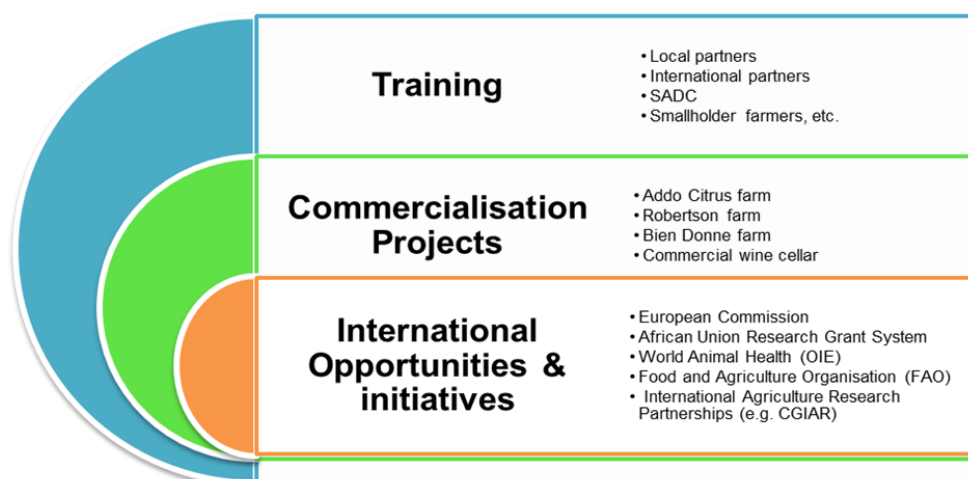 Training
• Local partners
• International partners
• SADC
• Smallholder farmers, etc.
Commercialisation
Projects
• Addo Citrus farm
• Robertson farm
• Bien Donne farm
• Commercial wine cellar
International
Opportunities &
initiatives
• European Commission
• African Union Research Grant System
• World Animal Health (OIE)
• Food and Agriculture Organisation (FAO)
• International Agriculture Research
Partnerships (e.g. CGIAR)